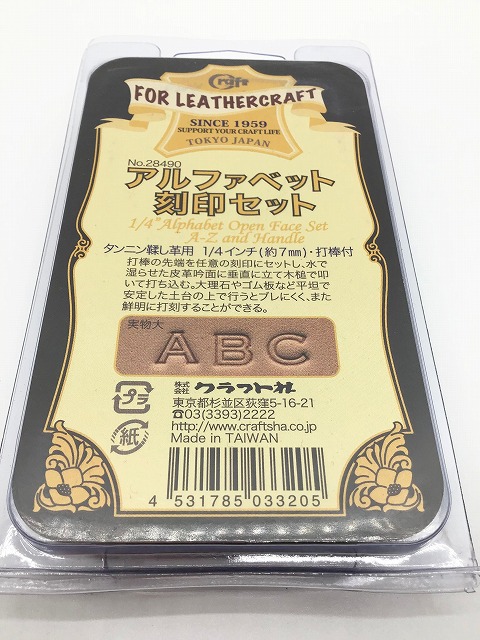 Craft
FOR LEATHERCRAFT
SINCE 1959
SUPPORT YOUR CRAFT LIFE
TOKYO JAPAN
No.28490
アルファベット
刻印セット
1/4"Alphabet Open Face Set
A-Z and Handle
タンニン鞣し革用 1/4インチ(約7mm)・打棒付
打棒の先端を任意の刻印にセットし、水で
湿らせた皮革吟面に垂直に立て木槌で叩
いて打ち込む。大理石やゴム板など平坦で
安定した土台の上で行うとブレにくく、また
鮮明に打刻することができる。
実物大
ABC
プラ
紙
株式会社 クラフト社
東京都杉並区荻窪5-16-21
☎03(3393)2222
http://www.craftsha.co.jp
Made in TAIWAN
4 531785 033205